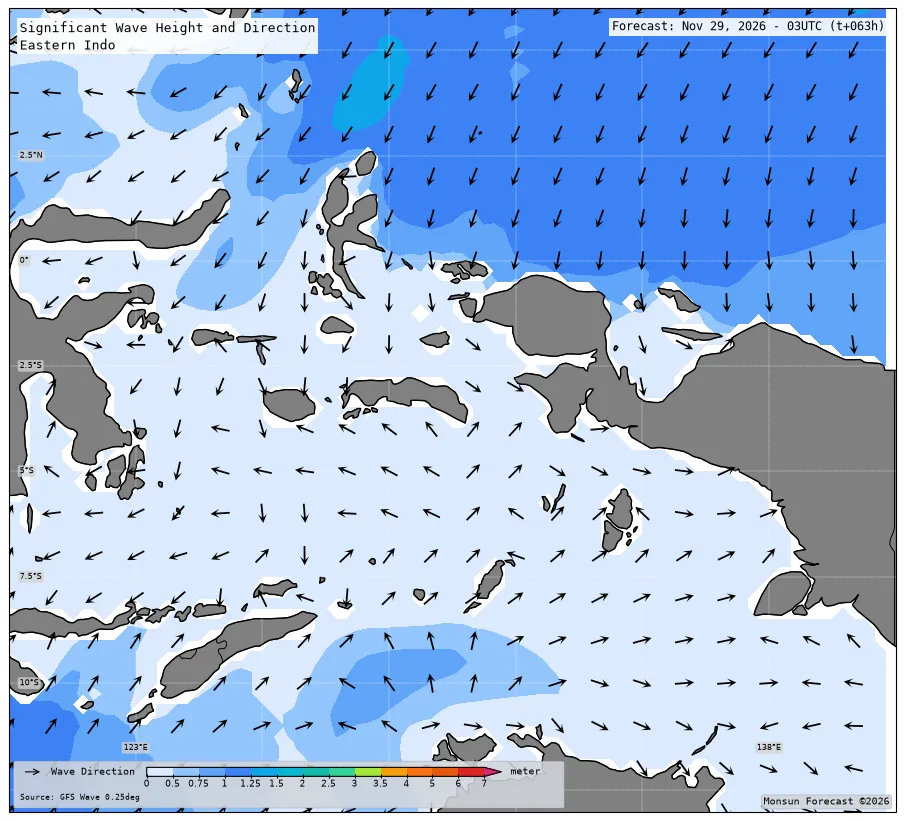 Significant Wave Height and Direction
Eastern Indo
Forecast: Nov 29, 2026 - 03UTC (t+063h)
2.5°N
0°
2.5°S
5°S
7.5°S
10°S
123°E
138°E
Wave Direction
meter
0 0.5 0.75 1 1.25 1.5 2 2.5 3 3.5 4 5 6 7
Source: GFS Wave 0.25deg
Monsun Forecast ©2026